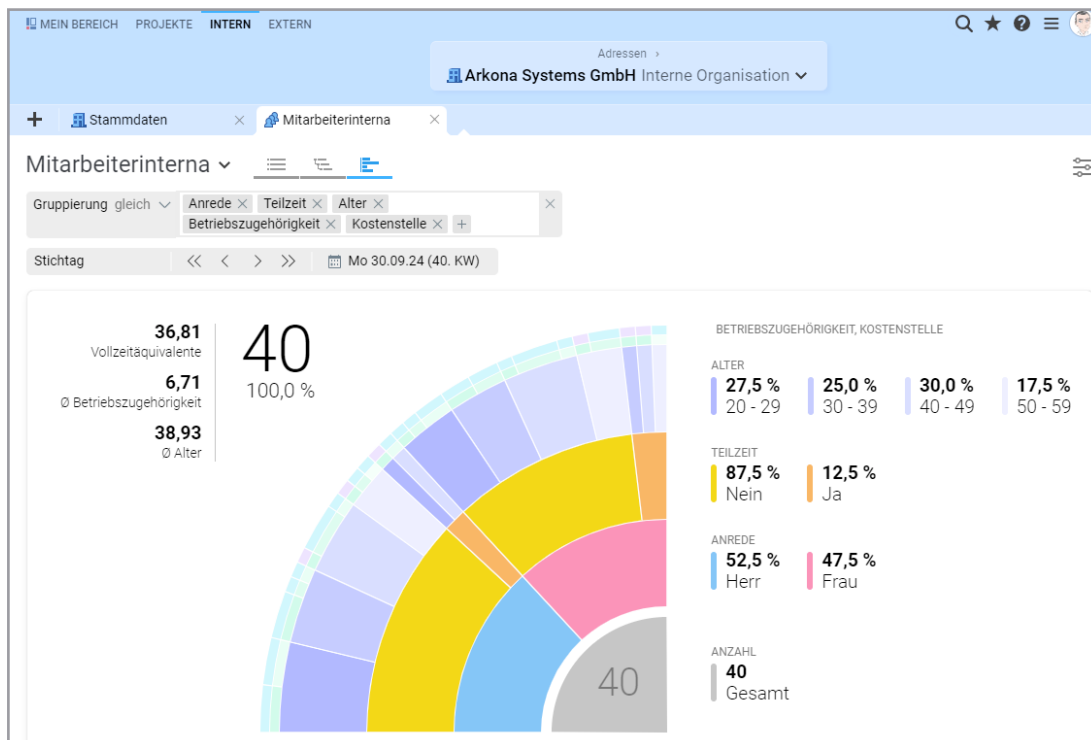 MEIN BEREICH PROJEKTE INTERN EXTERN
Adressen ›
Arkona Systems GmbH Interne Organisation
Stammdaten Mitarbeiterinterna
Mitarbeiterinterna
Gruppierung gleich Anrede Teilzeit Alter
Betriebszugehörigkeit Kostenstelle +
Stichtag Mo 30.09.24 (40. KW)
36,81
Vollzeitäquivalente
6,71
Ø Betriebszugehörigkeit
38,93
Ø Alter
40
100,0 %
BETRIEBSZUGEHÖRIGKEIT, KOSTENSTELLE
ALTER
27,5 % 25,0 % 30,0 % 17,5 %
20 - 29 30 - 39 40 - 49 50 - 59
TEILZEIT
87,5 % 12,5 %
Nein Ja
ANREDE
52,5 % 47,5 %
Herr Frau
ANZAHL
40
Gesamt
40